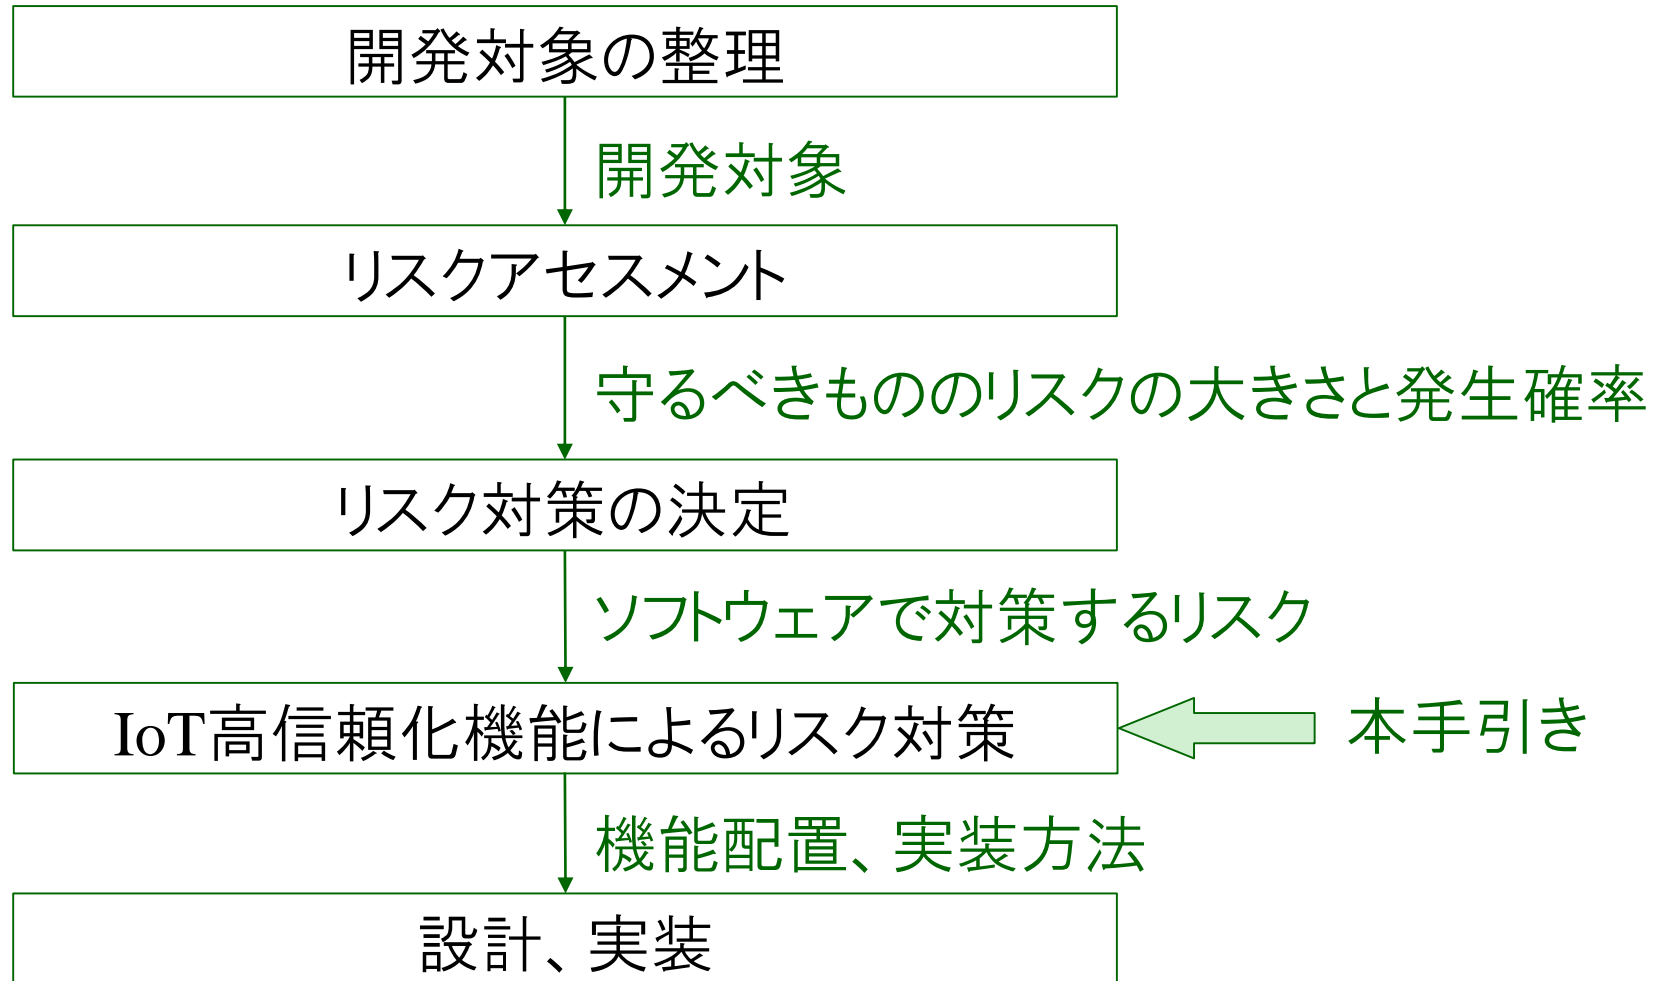 開発対象の整理
開発対象
リスクアセスメント
守るべきもののリスクの大きさと発生確率
リスク対策の決定
ソフトウェアで対策するリスク
IoT高信頼化機能によるリスク対策
本手引き
機能配置、実装方法
設計、実装